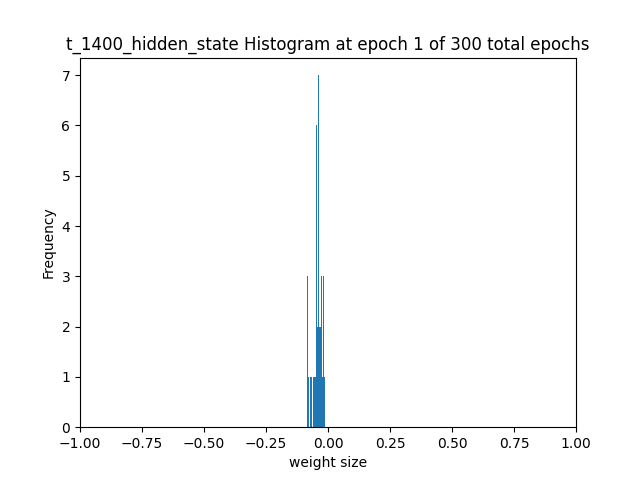 t_1400_hidden_state Histogram at epoch 1 of 300 total epochs
7
6
5
4
3
2
1
0
Frequency
−1.00 −0.75 −0.50 −0.25 0.00 0.25 0.50 0.75 1.00
weight size